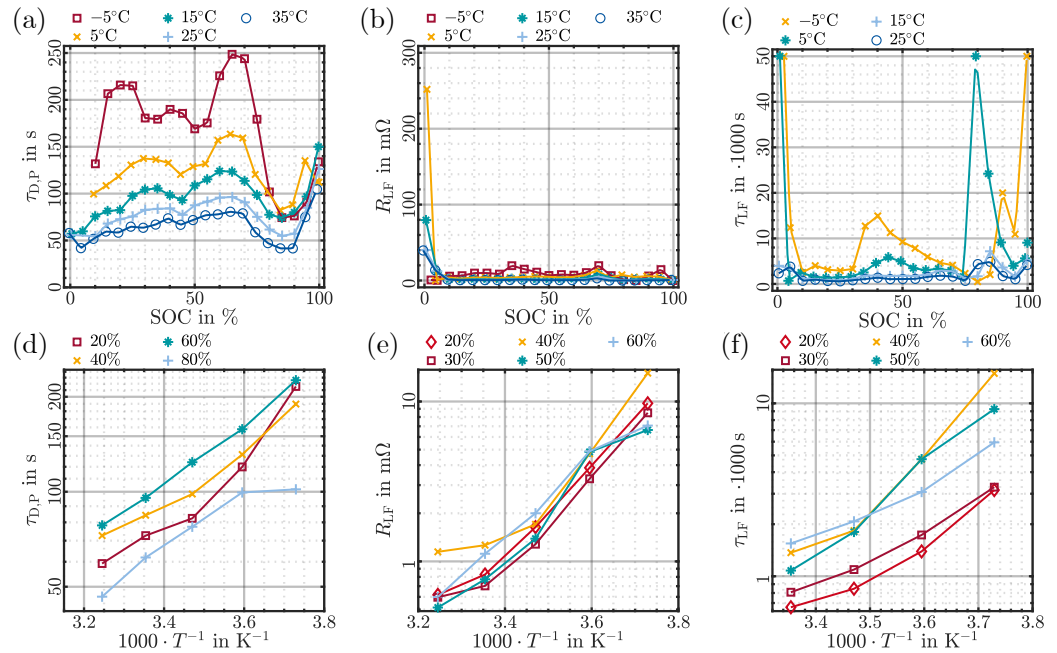 (a)
−5°C 15°C 35°C
5°C 25°C
250
200
150
100
50
0
τD,P in s
0 50 100
SOC in %
(b)
−5°C 15°C 35°C
5°C 25°C
300
200
100
0
RLF in mΩ
0 50 100
SOC in %
(c)
−5°C 15°C
5°C 25°C
50
40
30
20
10
0
τLF in ·1000 s
0 50 100
SOC in %
(d)
20% 60%
40% 80%
200
150
100
50
τD,P in s
3.2 3.4 3.6 3.8
1000 · T⁻¹ in K⁻¹
(e)
20% 40% 60%
30% 50%
10
1
RLF in mΩ
3.2 3.4 3.6 3.8
1000 · T⁻¹ in K⁻¹
(f)
20% 40% 60%
30% 50%
10
1
τLF in ·1000 s
3.4 3.5 3.6 3.7 3.8
1000 · T⁻¹ in K⁻¹